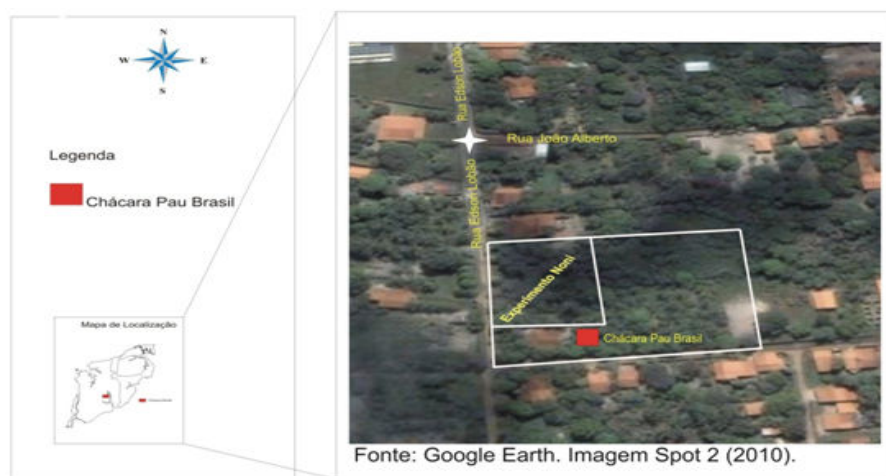 N
W E
S
Legenda
Chácara Pau Brasil
Mapa de Localização
Rua Edson Lobão
Rua João Alberto
Rua Edson Lobão
Experimento Noni
Chácara Pau Brasil
Fonte: Google Earth. Imagem Spot 2 (2010).